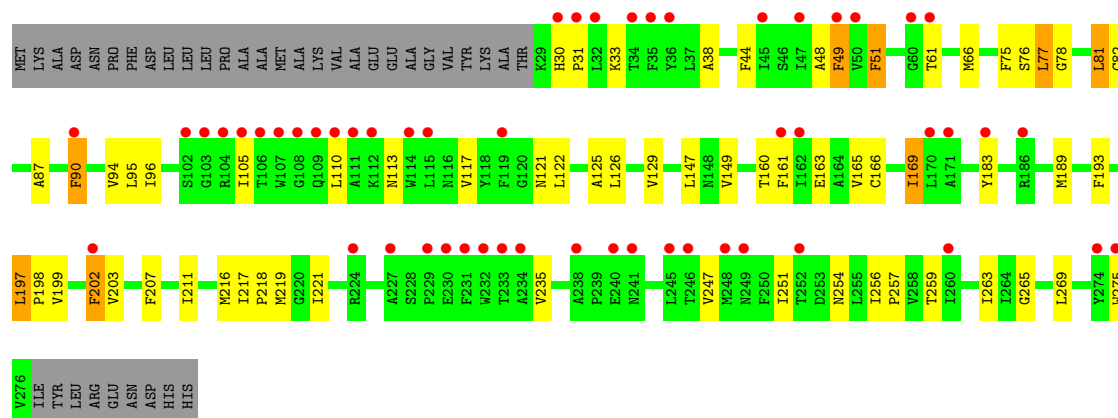 MET LYS ALA ASP ASN PRO PHE ASP LEU LEU LEU PRO ALA ALA MET ALA LYS VAL ALA GLU GLU ALA GLY VAL TYR LYS ALA THR K29 H30 P31 L32 K33 T34 F35 Y36 L37 A38 F44 I45 S46 I47 A48 F49 V50 F51 G60 T61 M66 F75 S76 L77 G78 L81 C82
A87 F90 V94 L95 I96 S102 G103 R104 I105 T106 W107 G108 Q109 L110 A111 K112 N113 W114 L115 N116 V117 Y118 F119 G120 N121 L122 A125 L126 V129 L147 N148 V149 T160 F161 I162 E163 A164 V165 C166 I169 L170 A171 Y183 R186 M189 F193
L197 P198 V199 F202 V203 F207 I211 M216 I217 P218 M219 G220 I221 R224 A227 S228 P229 E230 F231 W232 T233 A234 V235 A238 P239 E240 N241 L245 T246 V247 M248 N249 F250 I251 T252 D253 N254 L255 I256 P257 V258 T259 I260 I263 I264 G265 L269 Y274 W275
V276 ILE TYR LEU ARG GLU ASN ASP HIS HIS